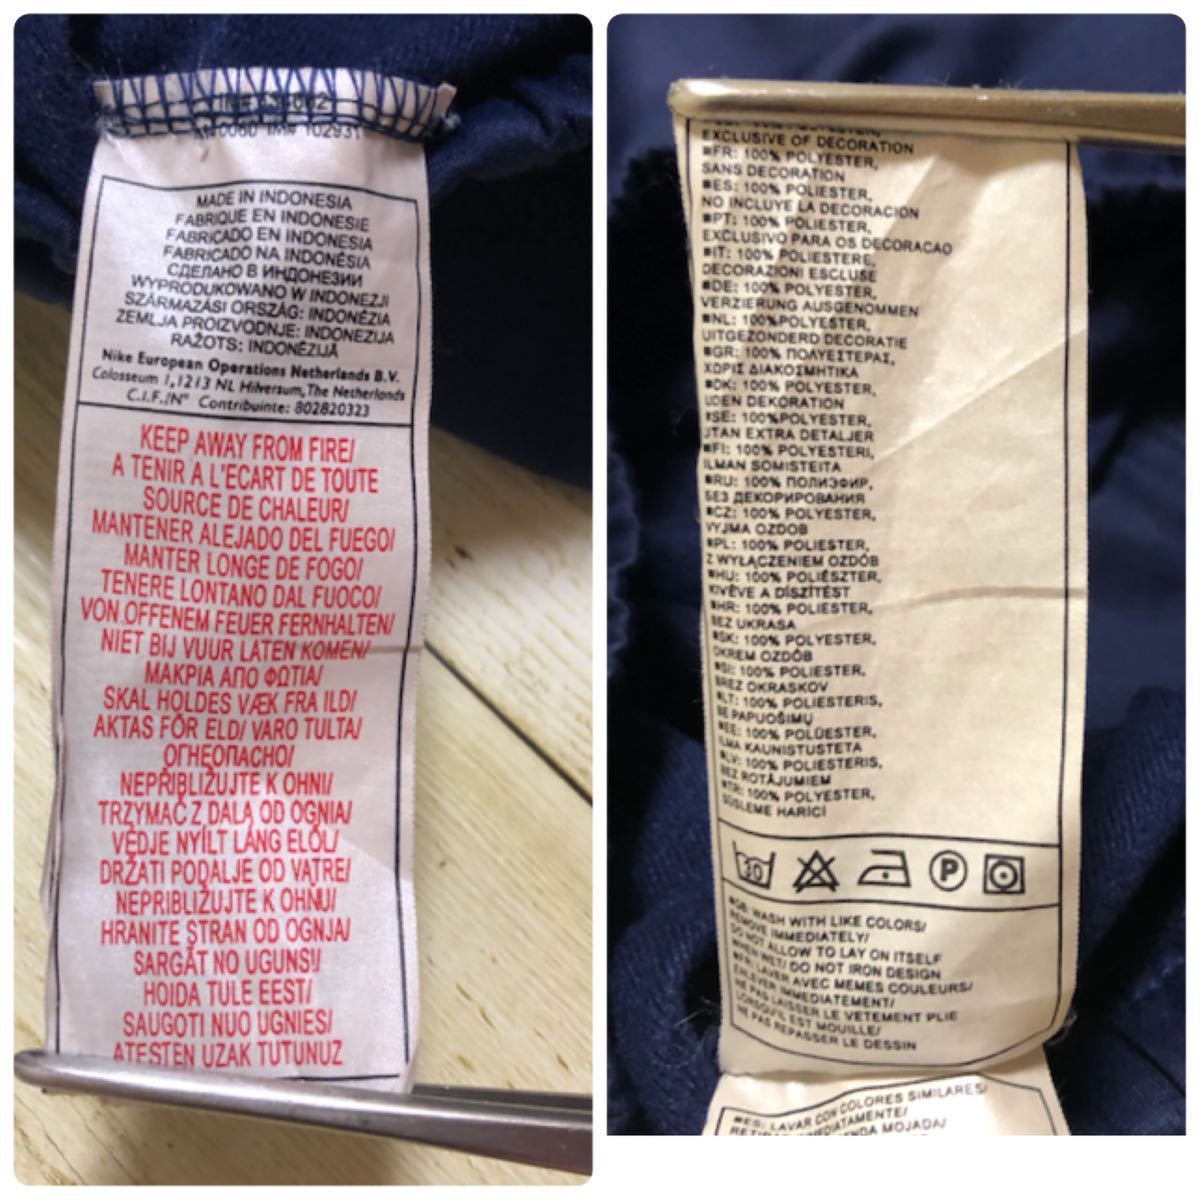 IM# 102931
MADE IN INDONESIA
FABRIQUE EN INDONESIE
FABRICADO EN INDONESIA
FABRICADO NA INDONÉSIA
СДЕЛАНО В ИНДОНЕЗИИ
WYPRODUKOWANO W INDONEZJI
SZÁRMAZÁSI ORSZÁG: INDONÉZIA
ZEMLJA PROIZVODNJE: INDONEZIJA
RAŽOTS: INDONĒZIJĀ
Nike European Operations Netherlands B.V.
Colosseum 1, 1213 NL Hilversum, The Netherlands
C.I.F./N° Contribuinte: 802820323
KEEP AWAY FROM FIRE/
A TENIR A L'ECART DE TOUTE
SOURCE DE CHALEUR/
MANTENER ALEJADO DEL FUEGO/
MANTER LONGE DE FOGO/
TENERE LONTANO DAL FUOCO/
VON OFFENEM FEUER FERNHALTEN/
NIET BIJ VUUR LATEN KOMEN/
ΜΑΚΡΙΑ ΑΠΟ ΦΩΤΙΑ/
SKAL HOLDES VÆK FRA ILD/
AKTAS FÖR ELD/ VARO TULTA/
ОГНЕОПАСНО/
NEPŘIBLIŽUJTE K OHNI/
TRZYMAĆ Z DALA OD OGNIA/
VÉDJE NYÍLT LÁNG ELŐL/
DRŽATI PODALJE OD VATRE/
NEPRIBLIŽUJTE K OHŇU/
HRANITE STRAN OD OGNJA/
SARGĀT NO UGUNS!/
HOIDA TULE EEST/
SAUGOTI NUO UGNIES/
ATESTEN UZAK TUTUNUZ
EXCLUSIVE OF DECORATION
■FR: 100% POLYESTER,
SANS DECORATION
■ES: 100% POLIESTER,
NO INCLUYE LA DECORACION
■PT: 100% POLIESTER,
EXCLUSIVO PARA OS DECORACAO
■IT: 100% POLIESTERE,
DECORAZIONI ESCLUSE
■DE: 100% POLYESTER,
VERZIERUNG AUSGENOMMEN
■NL: 100%POLYESTER,
UITGEZONDERD DECORATIE
■GR: 100% ΠΟΛΥΕΣΤΕΡΑΣ,
ΧΩΡΙΣ ΔΙΑΚΟΣΜΗΤΙΚΑ
■DK: 100% POLYESTER,
UDEN DEKORATION
■SE: 100%POLYESTER,
UTAN EXTRA DETALJER
■FI: 100% POLYESTERI,
ILMAN SOMISTEITA
■RU: 100% ПОЛИЭФИР,
БЕЗ ДЕКОРИРОВАНИЯ
■CZ: 100% POLYESTER,
VYJMA OZDOB
■PL: 100% POLIESTER,
Z WYŁĄCZENIEM OZDÓB
■HU: 100% POLIÉSZTER,
KIVÉVE A DÍSZÍTÉST
■HR: 100% POLIESTER,
BEZ UKRASA
■SK: 100% POLYESTER,
OKREM OZDÔB
■SI: 100% POLIESTER,
BREZ OKRASKOV
■LT: 100% POLIESTERIS,
BE PAPUOŠIMŲ
■EE: 100% POLÜESTER,
ILMA KAUNISTUSTETA
■LV: 100% POLIESTERIS,
BEZ ROTĀJUMIEM
■TR: 100% POLYESTER,
SÜSLEME HARİCİ
30 P
■GB: WASH WITH LIKE COLORS/
REMOVE IMMEDIATELY/
DO NOT ALLOW TO LAY ON ITSELF
WHEN WET/ DO NOT IRON DESIGN
■FR: LAVER AVEC MEMES COULEURS/
ENLEVER IMMEDIATEMENT/
NE PAS LAISSER LE VETEMENT PLIE
LORSQU'IL EST MOUILLE/
NE PAS REPASSER LE DESSIN
■ES: LAVAR CON COLORES SIMILARES/
MOJADA/